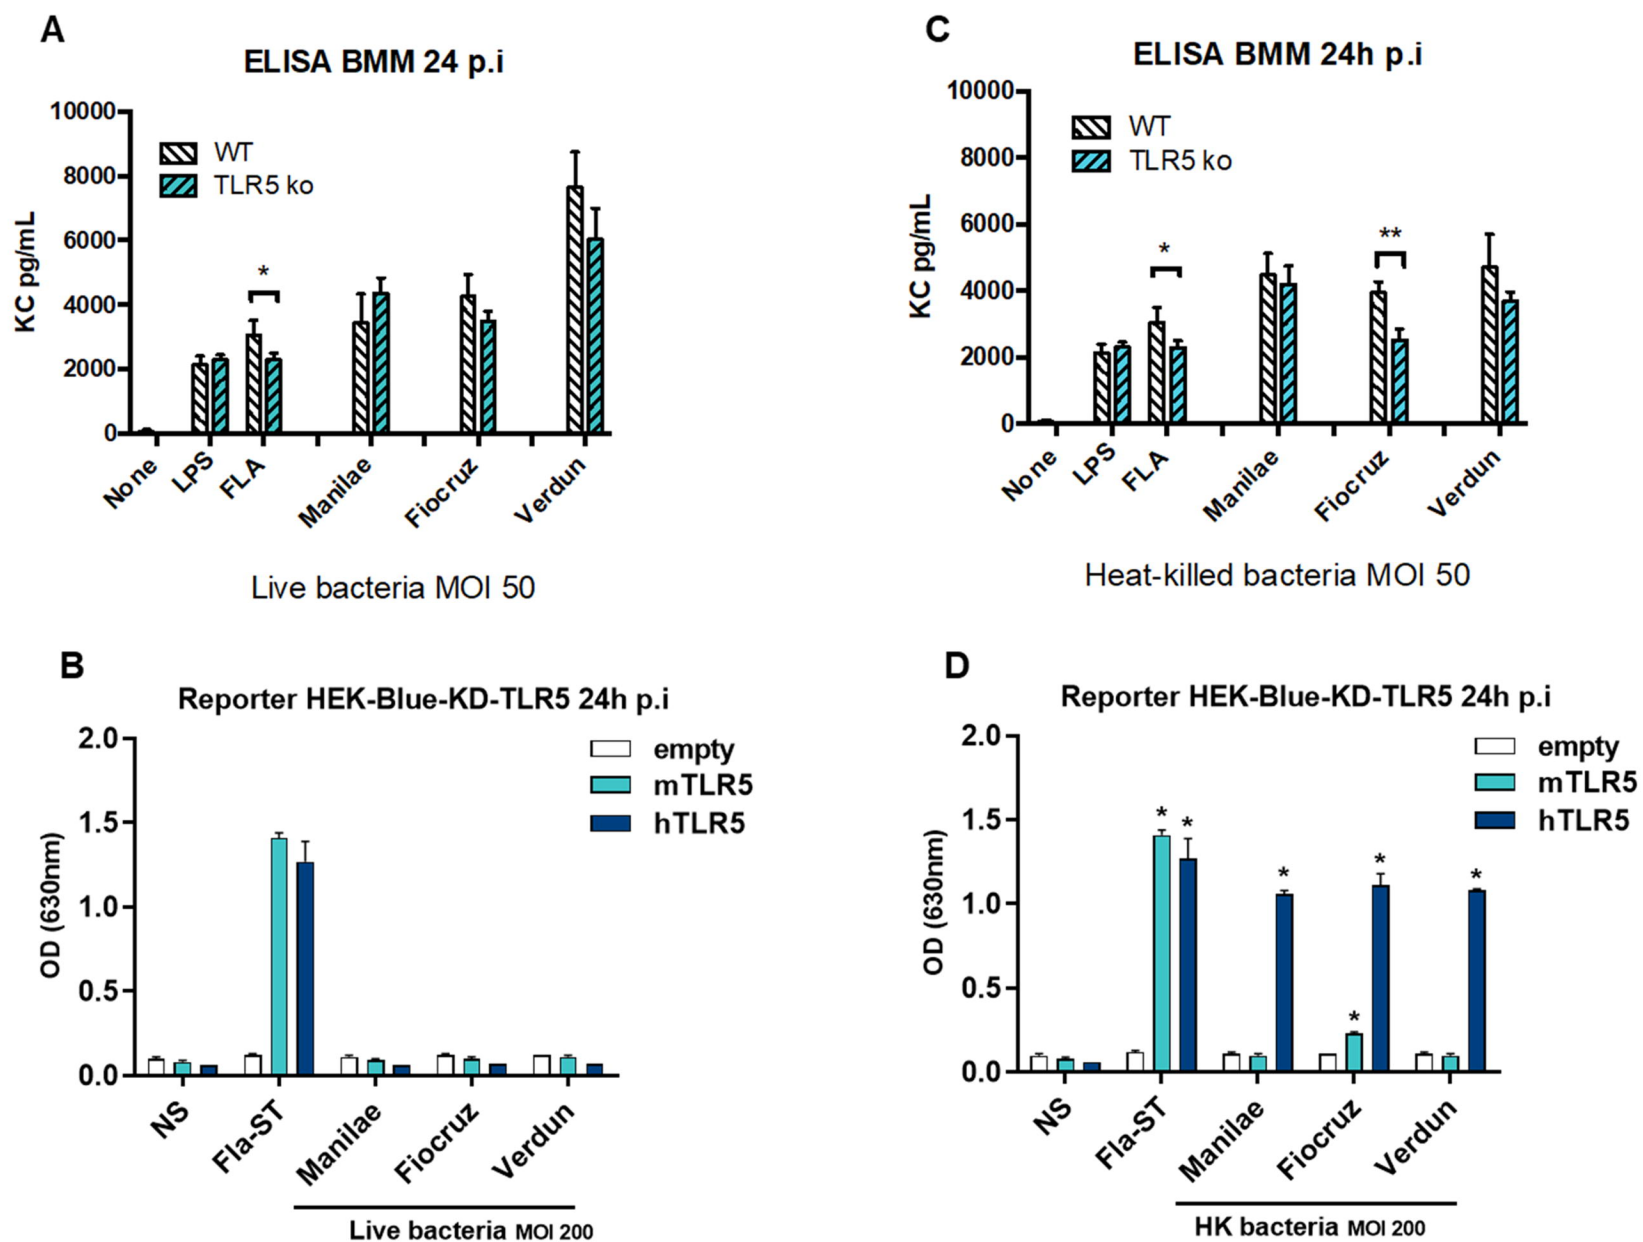 A
ELISA BMM 24 p.i
10000
8000
6000
4000
2000
0
KC pg/mL
WT
TLR5 ko
*
None
LPS
FLA
Manilae
Fiocruz
Verdun
Live bacteria MOI 50
C
ELISA BMM 24h p.i
10000
8000
6000
4000
2000
0
KC pg/mL
WT
TLR5 ko
*
**
None
LPS
FLA
Manilae
Fiocruz
Verdun
Heat-killed bacteria MOI 50
B
Reporter HEK-Blue-KD-TLR5 24h p.i
2.0
1.5
1.0
0.5
0.0
OD (630nm)
empty
mTLR5
hTLR5
NS
Fla-ST
Manilae
Fiocruz
Verdun
Live bacteria MOI 200
D
Reporter HEK-Blue-KD-TLR5 24h p.i
2.0
1.5
1.0
0.5
0.0
OD (630nm)
empty
mTLR5
hTLR5
* * * * * *
NS
Fla-ST
Manilae
Fiocruz
Verdun
HK bacteria MOI 200